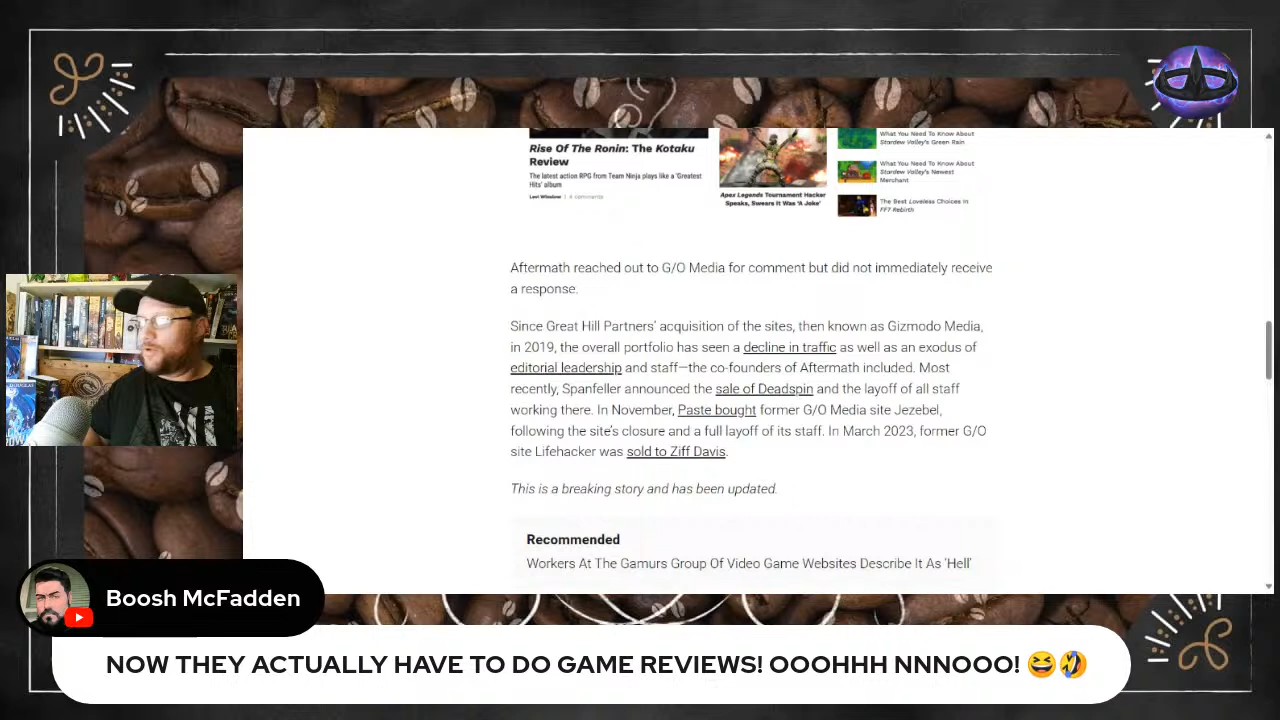 Rise Of The Ronin: The Kotaku
Review
The latest action RPG from Team Ninja plays like a 'Greatest
Hits' album
Levi Winslow | 4 comments
Apex Legends Tournament Hacker
Speaks, Swears It Was 'A Joke'
What You Need To Know About
Stardew Valley's Green Rain
What You Need To Know About
Stardew Valley's Newest
Merchant
The Best Loveless Choices In
FF7 Rebirth
Aftermath reached out to G/O Media for comment but did not immediately receive
a response.
Since Great Hill Partners' acquisition of the sites, then known as Gizmodo Media,
in 2019, the overall portfolio has seen a decline in traffic as well as an exodus of
editorial leadership and staff—the co-founders of Aftermath included. Most
recently, Spanfeller announced the sale of Deadspin and the layoff of all staff
working there. In November, Paste bought former G/O Media site Jezebel,
following the site's closure and a full layoff of its staff. In March 2023, former G/O
site Lifehacker was sold to Ziff Davis.
This is a breaking story and has been updated.
Recommended
Workers At The Gamurs Group Of Video Game Websites Describe It As 'Hell'
Boosh McFadden
NOW THEY ACTUALLY HAVE TO DO GAME REVIEWS! OOOHHH NNNOOO! 😆🤣